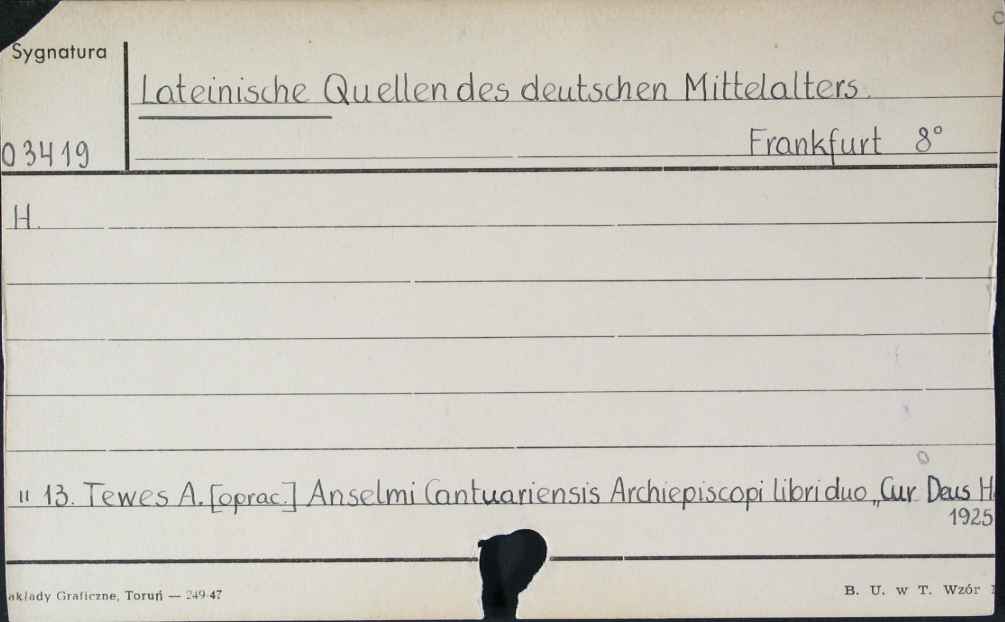 Sygnatura
Lateinische Quellen des deutschen Mittelalters.
03419
Frankfurt 8°
H.
" 13. Tewes A. [oprac.] Anselmi Cantuariensis Archiepiscopi libri duo „Cur Deus H
1925
akłady Graficzne, Toruń — 249-47
B. U. w T. Wzór